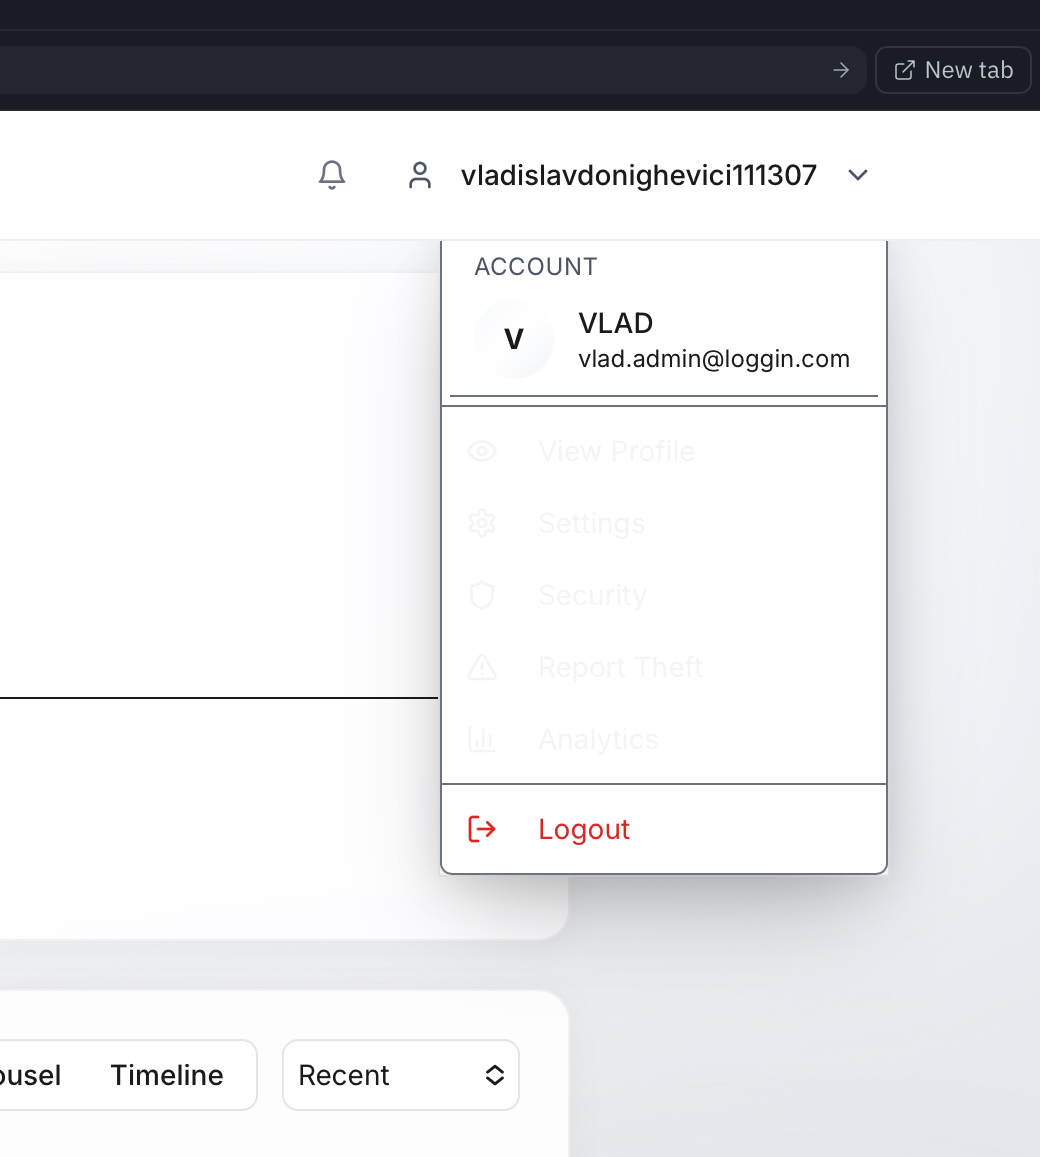 New tab
vladislavdonighevici111307
ACCOUNT
V
VLAD
vlad.admin@loggin.com
View Profile
Settings
Security
Report Theft
Analytics
Logout
ousel Timeline Recent